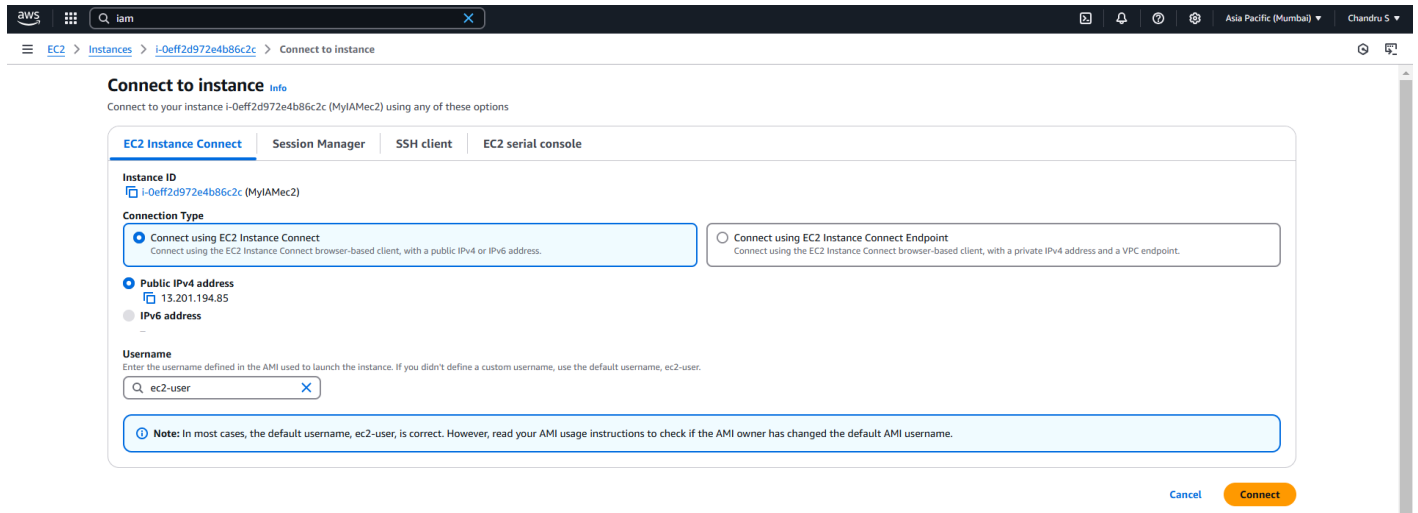 aws iam Asia Pacific (Mumbai) Chandru S
EC2 > Instances > i-0eff2d972e4b86c2c > Connect to instance
Connect to instance Info
Connect to your instance i-0eff2d972e4b86c2c (MyIAMec2) using any of these options
EC2 Instance Connect Session Manager SSH client EC2 serial console
Instance ID
i-0eff2d972e4b86c2c (MyIAMec2)
Connection Type
Connect using EC2 Instance Connect
Connect using the EC2 Instance Connect browser-based client, with a public IPv4 or IPv6 address.
Connect using EC2 Instance Connect Endpoint
Connect using the EC2 Instance Connect browser-based client, with a private IPv4 address and a VPC endpoint.
Public IPv4 address
13.201.194.85
IPv6 address
–
Username
Enter the username defined in the AMI used to launch the instance. If you didn't define a custom username, use the default username, ec2-user.
ec2-user
Note: In most cases, the default username, ec2-user, is correct. However, read your AMI usage instructions to check if the AMI owner has changed the default AMI username.
Cancel Connect